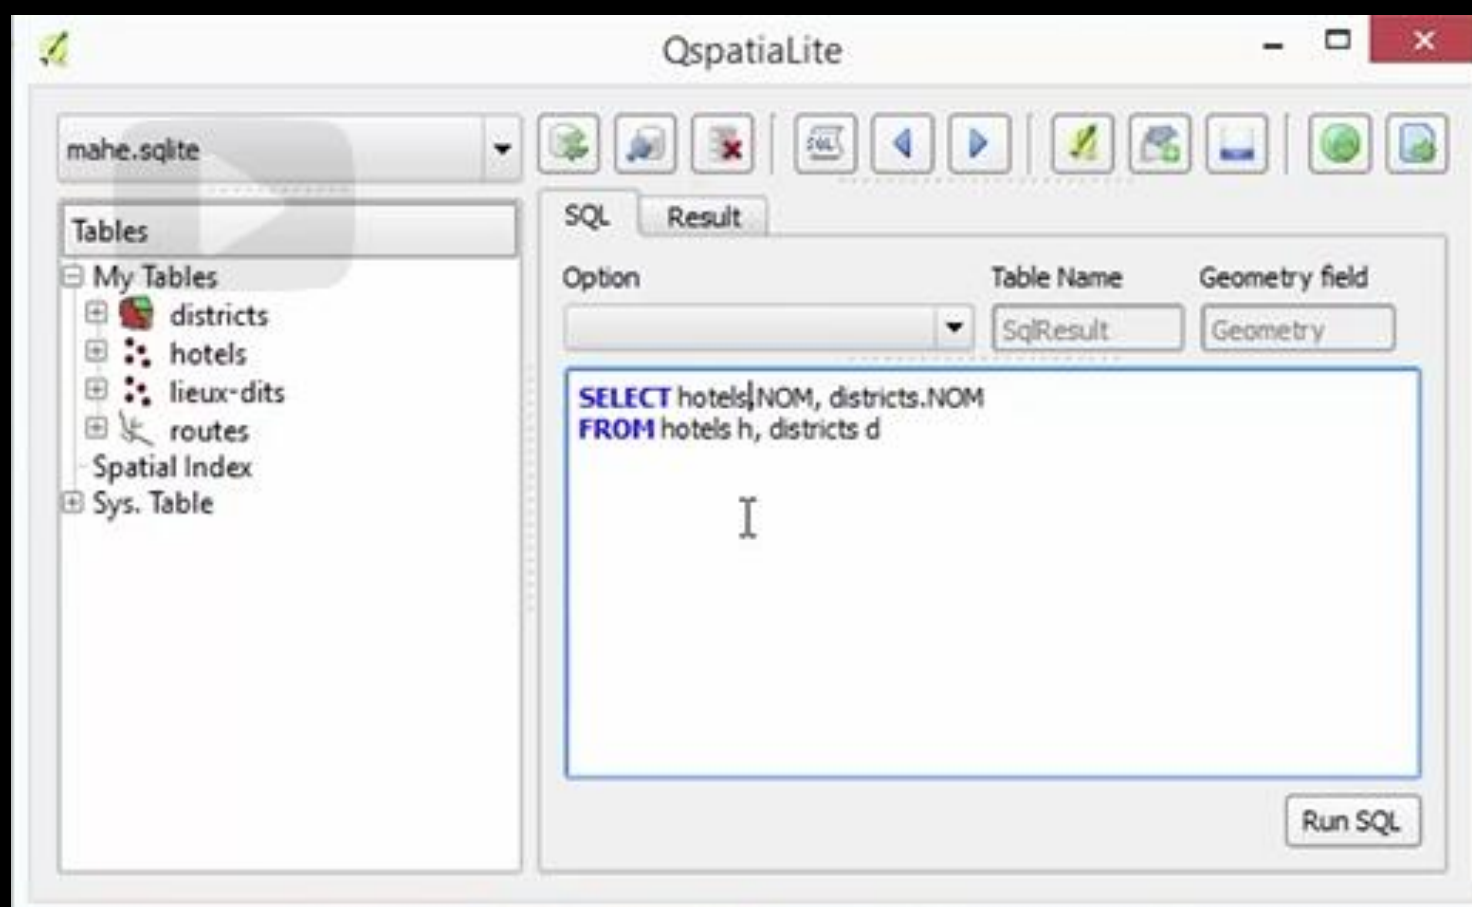 QspatiaLite
mahe.sqlite
SQL
Tables
My Tables
districts
hotels
lieux-dits
routes
Spatial Index
Sys. Table
SQL Result
Option Table Name Geometry field
SqlResult Geometry
SELECT hotels.NOM, districts.NOM
FROM hotels h, districts d
Run SQL